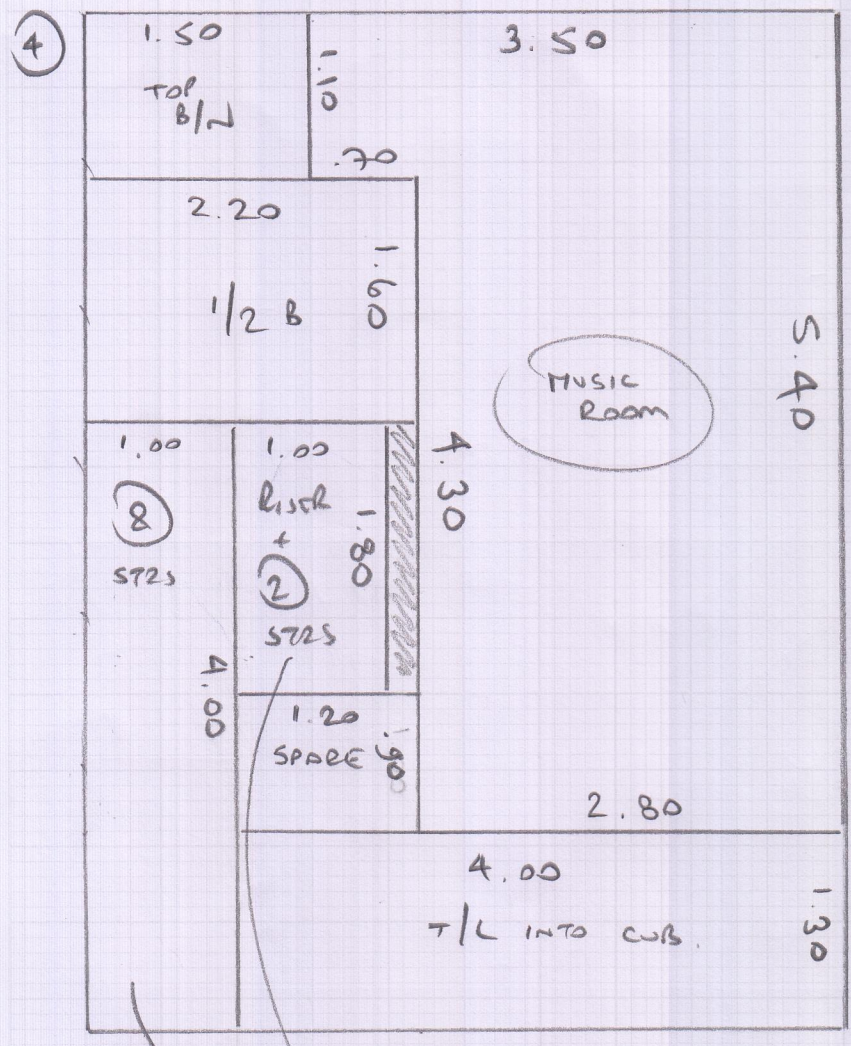 4
1.50
3.50
TOP
B/N
1.10
.70
2.20
1.60
1/2 B
5.40
MUSIC
ROOM
4.30
1.00
1.00
8
RISER
1.80
+
STRS
2
STRS
4.00
1.20
SPARE
.90
2.80
4.00
1.30
T/L INTO CUB.